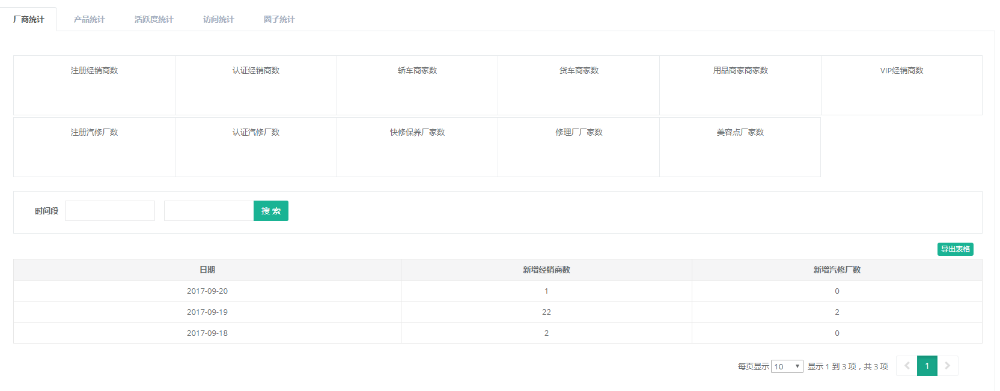 厂商统计 产品统计 活跃度统计 访问统计 圈子统计
注册经销商数 认证经销商数 轿车商家数 货车商家数 用品商家商家数 VIP经销商数
注册汽修厂数 认证汽修厂数 快修保养厂家数 修理厂厂家数 美容点厂家数
时间段 搜 索
导出表格
日期 新增经销商数 新增汽修厂数
2017-09-20 1 0
2017-09-19 22 2
2017-09-18 2 0
每页显示 10 显示 1 到 3 项，共 3 项 1